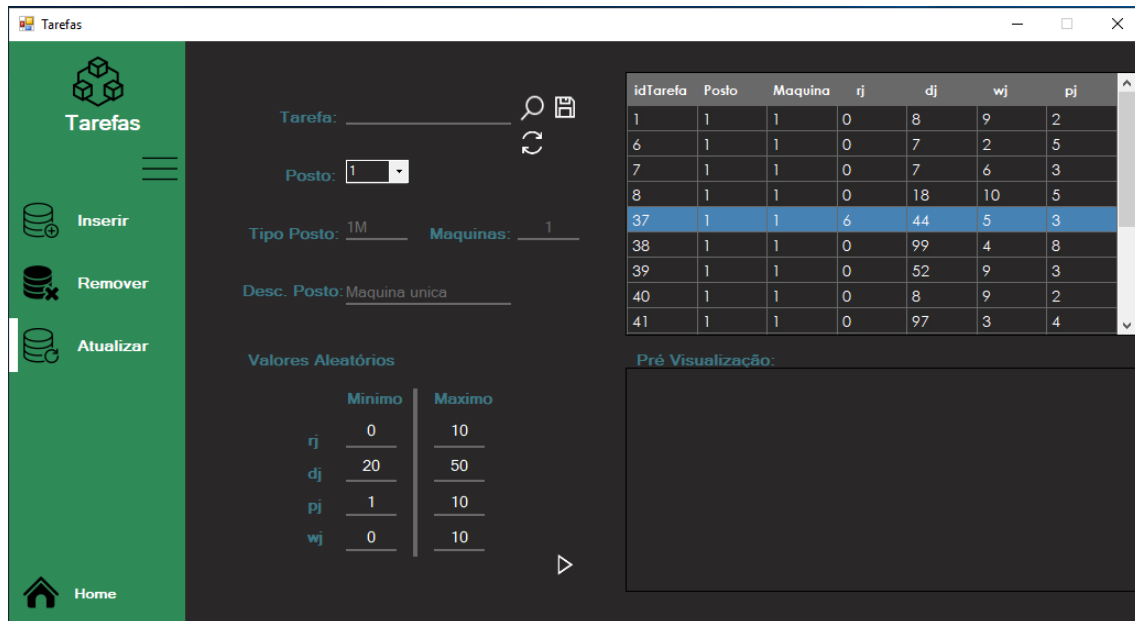 Tarefas
Tarefas
Inserir
Remover
Atualizar
Home
Tarefa:
Posto: 1
Tipo Posto: 1M Maquinas: 1
Desc. Posto: Maquina unica
Valores Aleatórios
Minimo Maximo
rj 0 10
dj 20 50
pj 1 10
wj 0 10
idTarefa Posto Maquina rj dj wj pj
1 1 1 0 8 9 2
6 1 1 0 7 2 5
7 1 1 0 7 6 3
8 1 1 0 18 10 5
37 1 1 6 44 5 3
38 1 1 0 99 4 8
39 1 1 0 52 9 3
40 1 1 0 8 9 2
41 1 1 0 97 3 4
Pré Visualização: